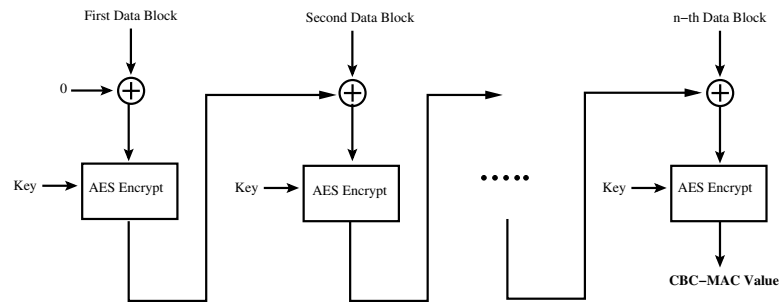 First Data Block
Second Data Block
n−th Data Block
0
Key
AES Encrypt
Key
AES Encrypt
Key
AES Encrypt
CBC−MAC Value